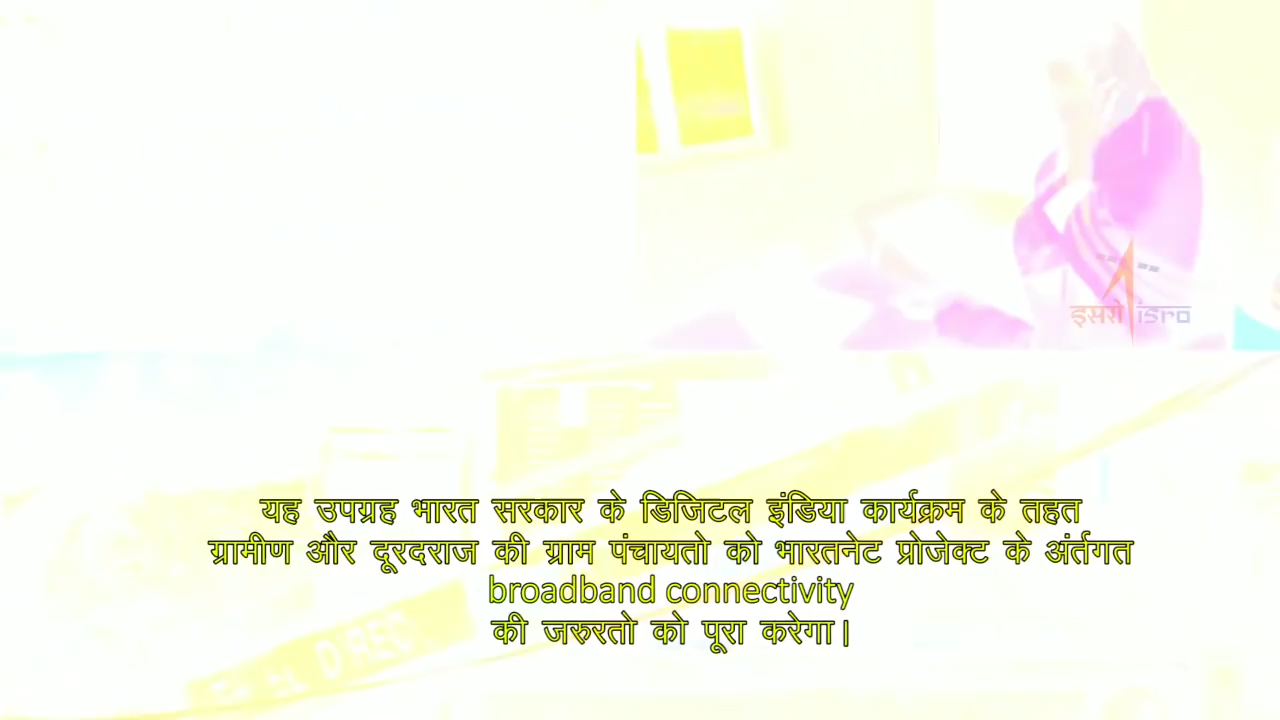 इसरो isro
यह उपग्रह भारत सरकार के डिजिटल इंडिया कार्यक्रम के तहत
ग्रामीण और दूरदराज की ग्राम पंचायतो को भारतनेट प्रोजेक्ट के अंर्तगत
broadband connectivity
की जरुरतो को पूरा करेगा।